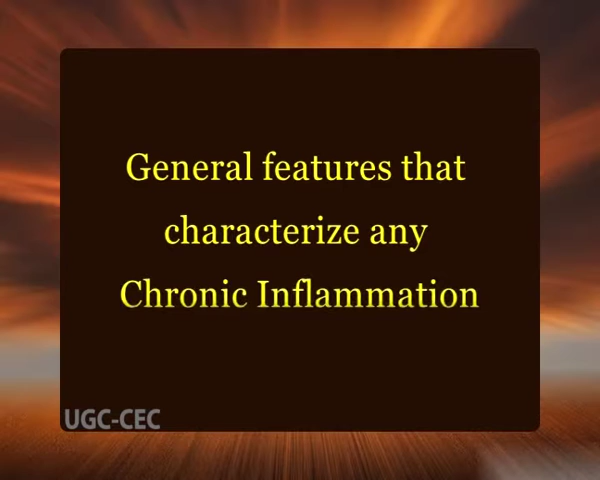 General features that
characterize any
Chronic Inflammation
UGC-CEC